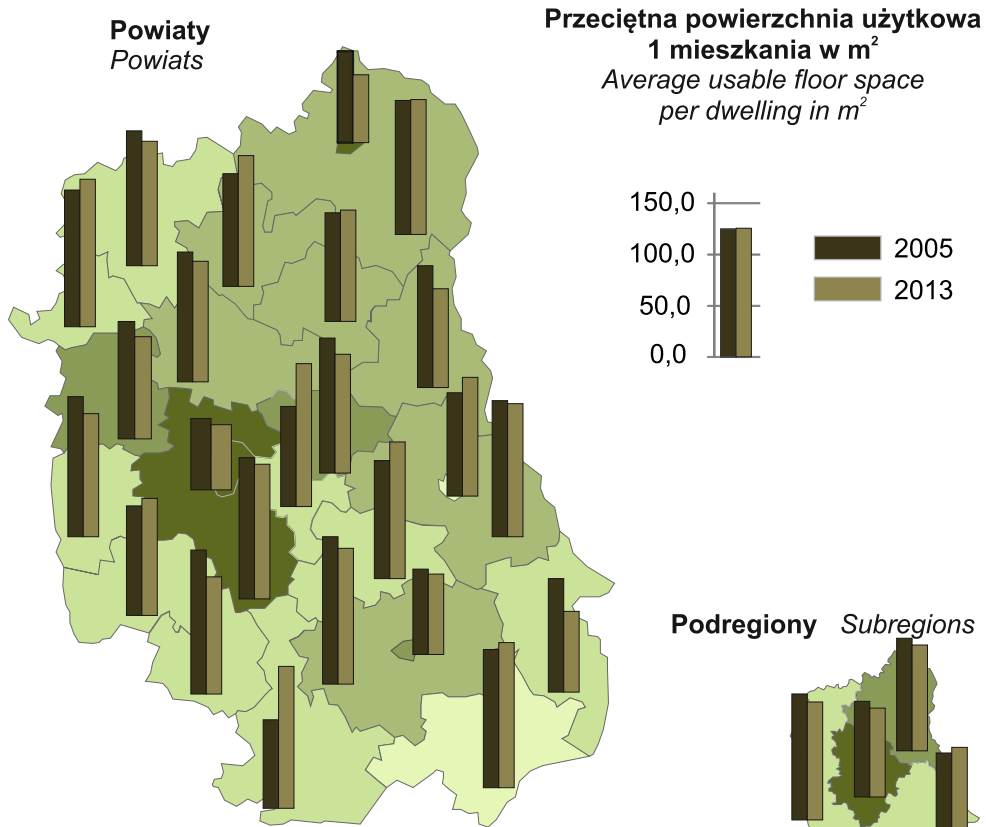 Powiaty
Powiats
Przeciętna powierzchnia użytkowa
1 mieszkania w m²
Average usable floor space
per dwelling in m²
150,0
100,0
50,0
0,0
2005
2013
Podregiony Subregions